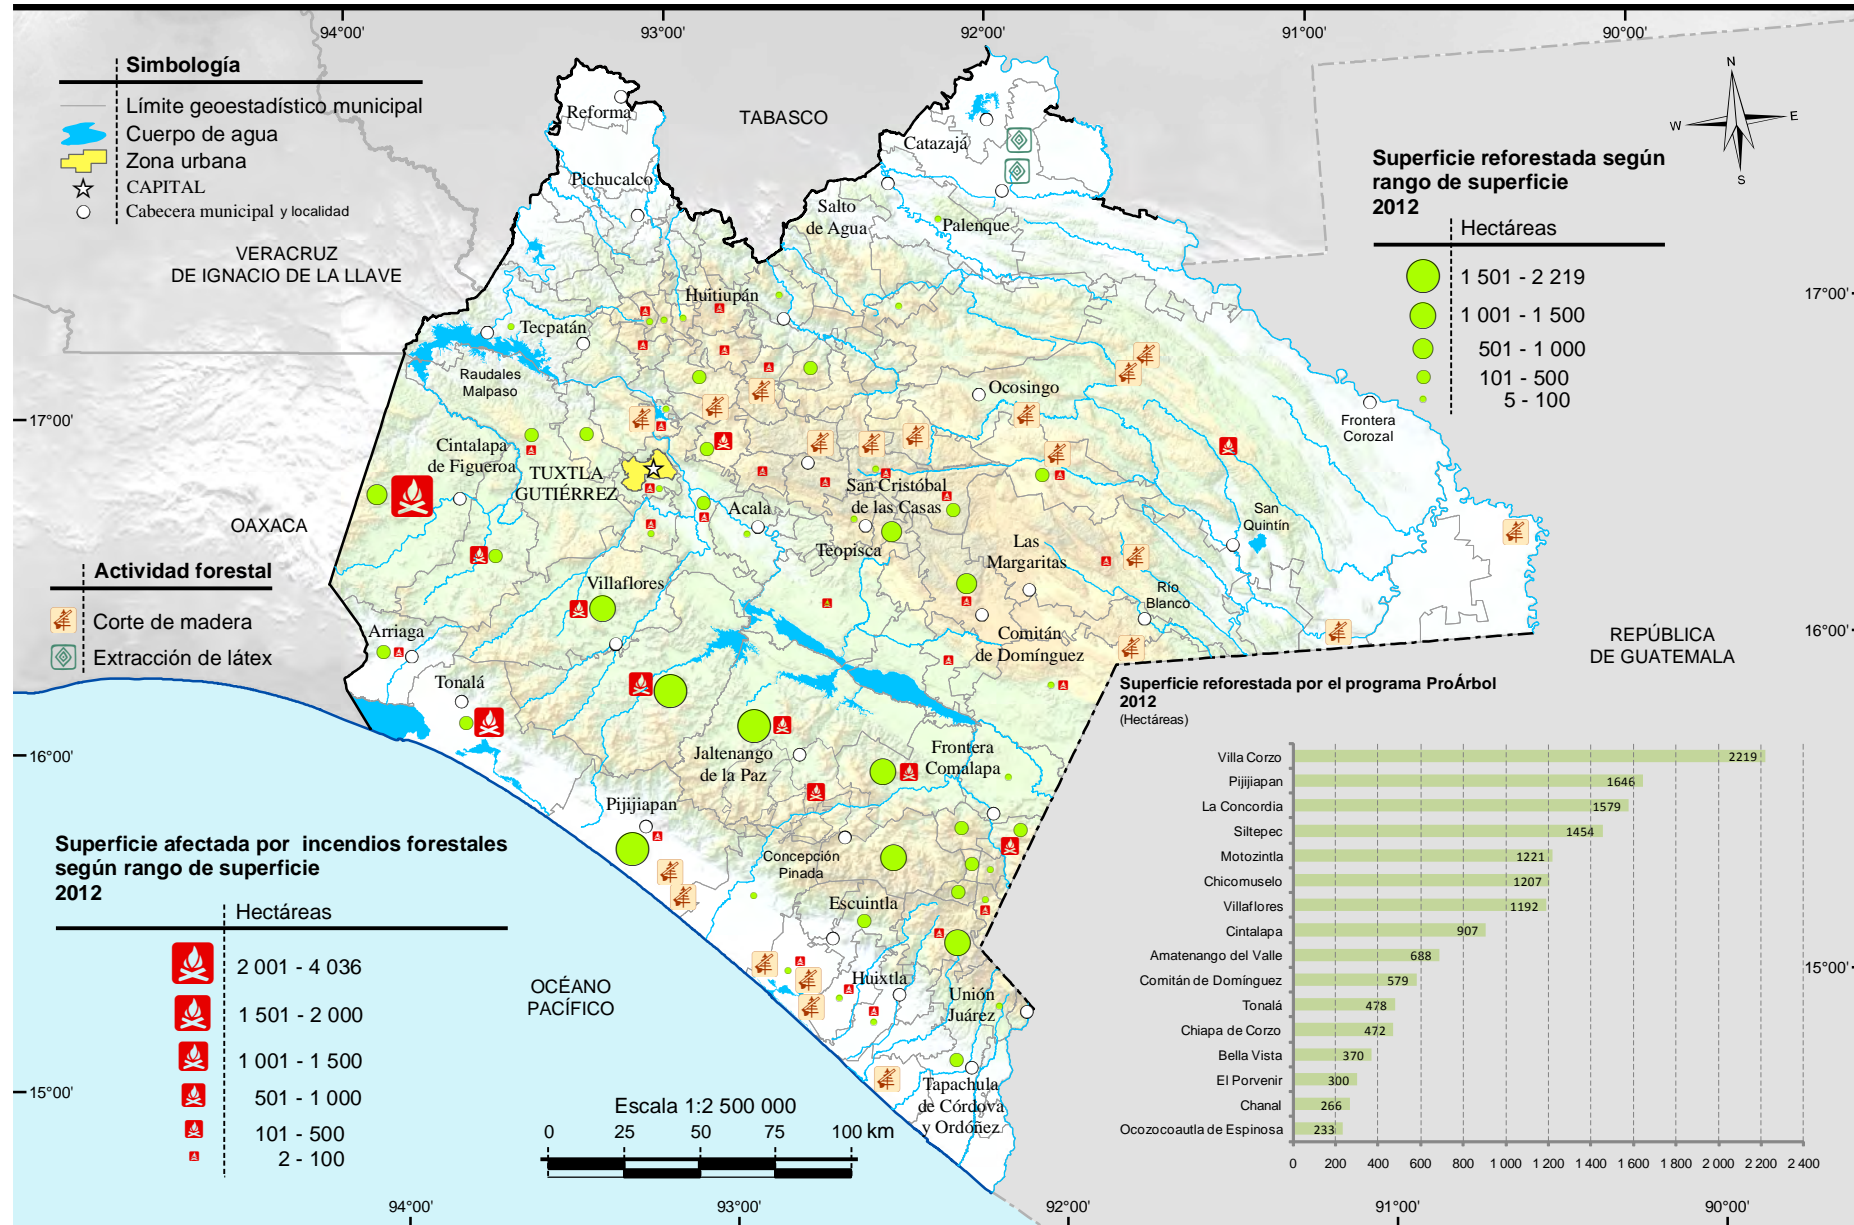 94°00'
93°00'
92°00'
91°00'
90°00'
Simbología
Límite geoestadístico municipal
Cuerpo de agua
Zona urbana
CAPITAL
Cabecera municipal y localidad
VERACRUZ
DE IGNACIO DE LA LLAVE
TABASCO
OAXACA
REPÚBLICA
DE GUATEMALA
OCÉANO
PACÍFICO
N
W
E
S
Superficie reforestada según
rango de superficie
2012
Hectáreas
1 501 - 2 219
1 001 - 1 500
501 - 1 000
101 - 500
5 - 100
17°00'
17°00'
16°00'
16°00'
15°00'
15°00'
Reforma
Pichucalco
Catazajá
Salto
de Agua
Palenque
Huitiupán
Tecpatán
Raudales
Malpaso
Ocosingo
Frontera
Corozal
Cintalapa
de Figueroa
TUXTLA
GUTIÉRREZ
San Cristóbal
de las Casas
Acala
Teopisca
San
Quintín
Las
Margaritas
Río
Blanco
Villaflores
Comitán
de Domínguez
Arriaga
Tonalá
Jaltenango
de la Paz
Frontera
Comalapa
Pijijiapan
Concepción
Pinada
Escuintla
Huixtla
Unión
Juárez
Tapachula
de Córdova
y Ordóñez
Actividad forestal
Corte de madera
Extracción de látex
Superficie afectada por incendios forestales
según rango de superficie
2012
Hectáreas
2 001 - 4 036
1 501 - 2 000
1 001 - 1 500
501 - 1 000
101 - 500
2 - 100
Escala 1:2 500 000
0 25 50 75 100 km
Superficie reforestada por el programa ProÁrbol
2012
(Hectáreas)
Villa Corzo 2219
Pijijiapan 1646
La Concordia 1579
Siltepec 1454
Motozintla 1221
Chicomuselo 1207
Villaflores 1192
Cintalapa 907
Amatenango del Valle 688
Comitán de Domínguez 579
Tonalá 478
Chiapa de Corzo 472
Bella Vista 370
El Porvenir 300
Chanal 266
Ocozocoautla de Espinosa 233
0 200 400 600 800 1 000 1 200 1 400 1 600 1 800 2 000 2 200 2 400
94°00'
93°00'
92°00'
91°00'
90°00'